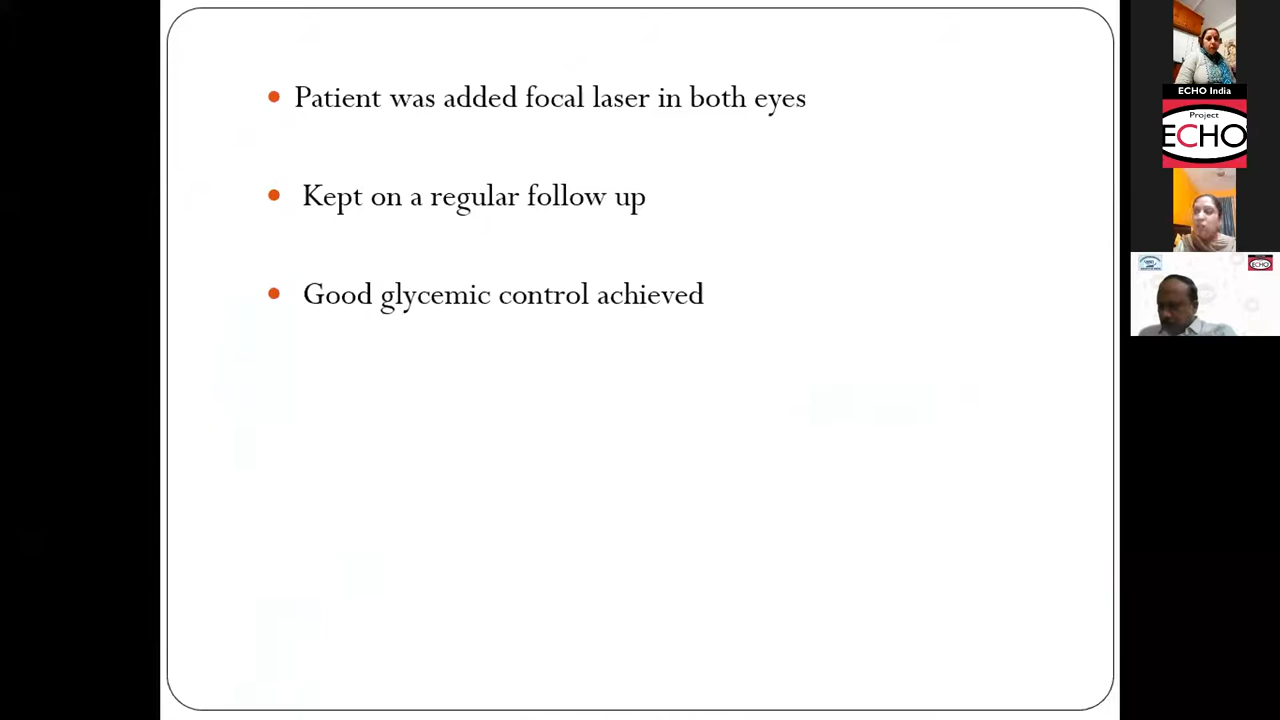 Patient was added focal laser in both eyes
Kept on a regular follow up
Good glycemic control achieved
ECHO India
Project
ECHO
ECHO